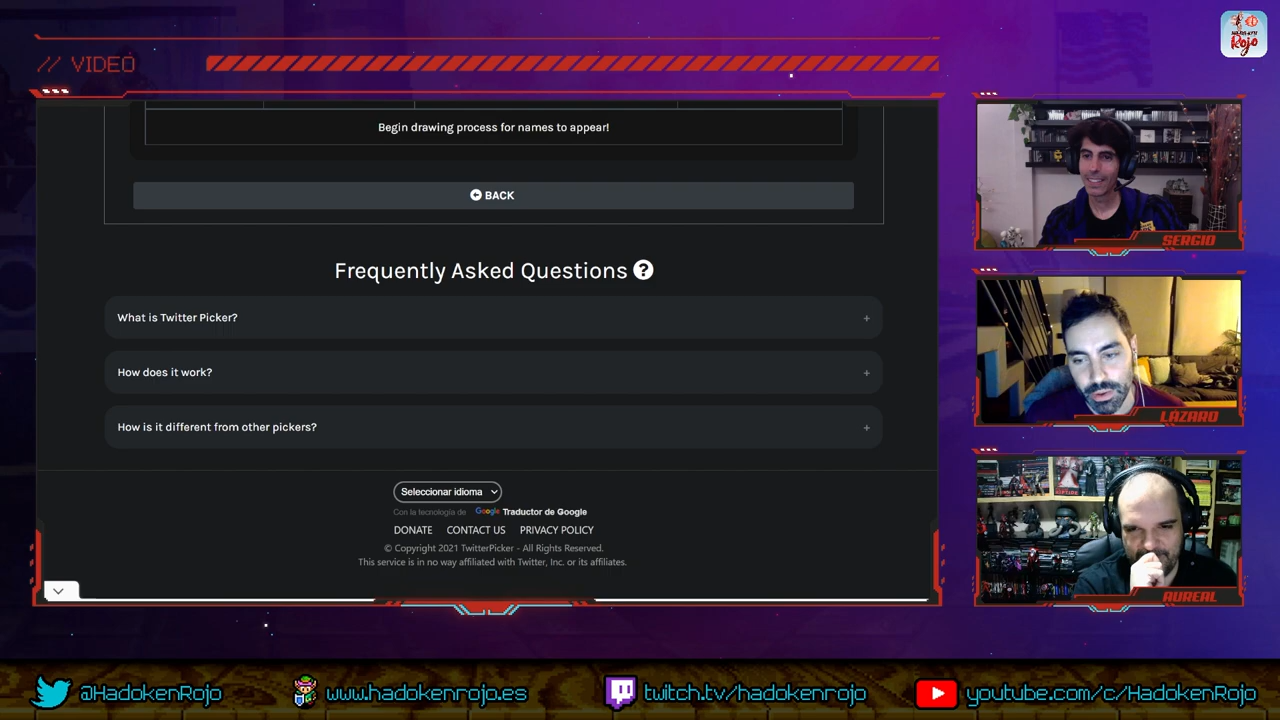 // VIDEO
Begin drawing process for names to appear!
BACK
Frequently Asked Questions ?
What is Twitter Picker? +
How does it work? +
How is it different from other pickers? +
Seleccionar idioma
Con la tecnología de Google Traductor de Google
DONATE CONTACT US PRIVACY POLICY
© Copyright 2021 TwitterPicker - All Rights Reserved.
This service is in no way affiliated with Twitter, Inc. or its affiliates.
Rojo
SERGIO
LÁZARO
AUREAL
@HadokenRojo
www.hadokenrojo.es
twitch.tv/hadokenrojo
youtube.com/c/HadokenRojo